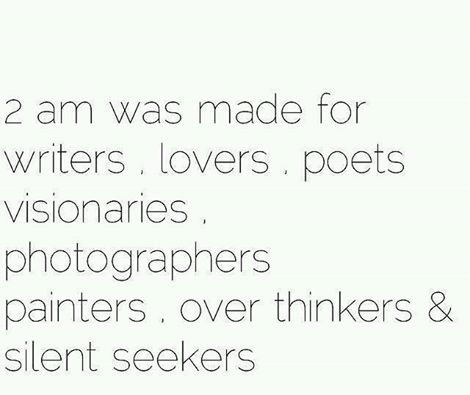 2 am was made for
writers , lovers , poets
visionaries ,
photographers
painters , over thinkers &
silent seekers